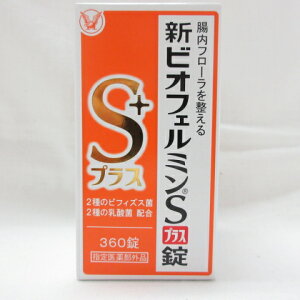 腸内フローラを整える
新ビオフェルミン®Sプラス錠
S+
プラス
2種のビフィズス菌
2種の乳酸菌 配合
360錠
指定医薬部外品